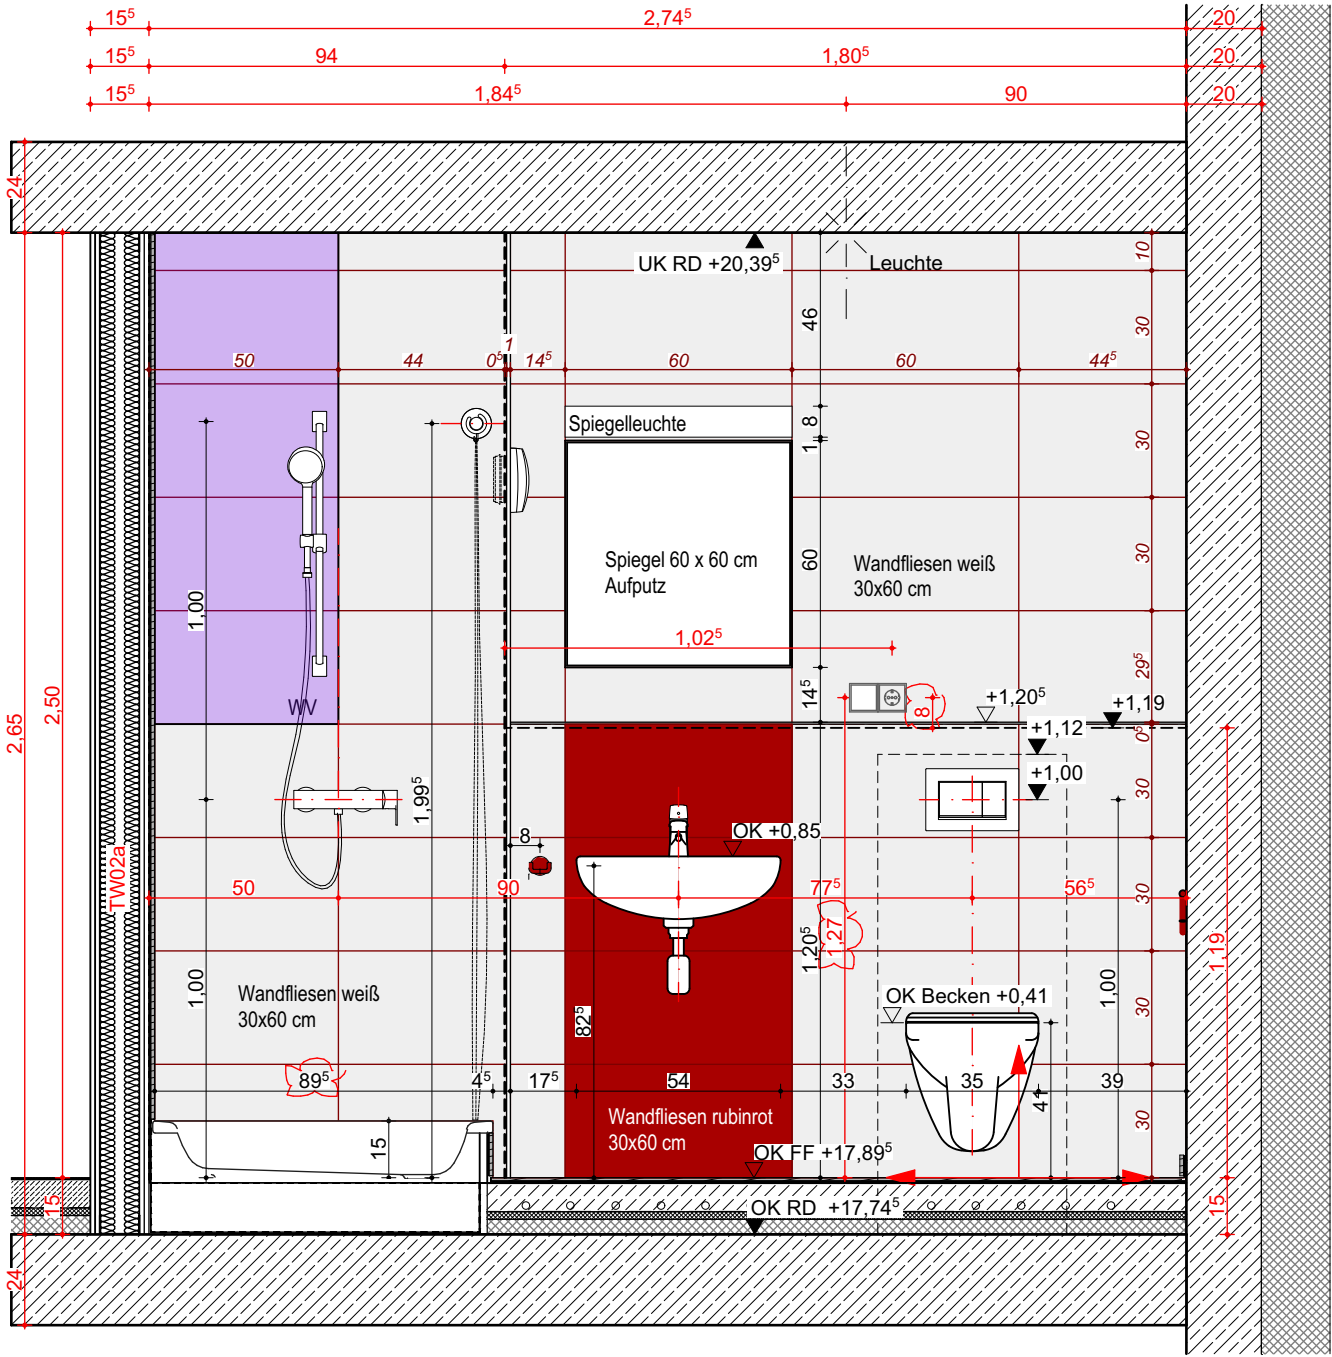 15⁵ 2,74⁵ 20
15⁵ 94 1,80⁵ 20
15⁵ 1,84⁵ 90 20
24
UK RD +20,39⁵
Leuchte
10
46
30
1
50 44 0⁵ 14⁵ 60 60 44⁵
Spiegelleuchte
8
1
30
Spiegel 60 x 60 cm
Aufputz
60
Wandfliesen weiß
30x60 cm
30
1,00
1,02⁵
2,65
2,50
29⁵
14⁵
8
WV
+1,20⁵
+1,19
+1,12
0⁵
+1,00
30
1,99⁵
OK +0,85
8
TW02a
50 90 77⁵ 56⁵
30
1,20⁵
1,27
1,19
1,00
Wandfliesen weiß
30x60 cm
OK Becken +0,41
1,00
30
82⁵
89⁵ 4⁵ 17⁵ 54 33 35 39
41
Wandfliesen rubinrot
30x60 cm
30
15
OK FF +17,89⁵
15
OK RD +17,74⁵
15
24